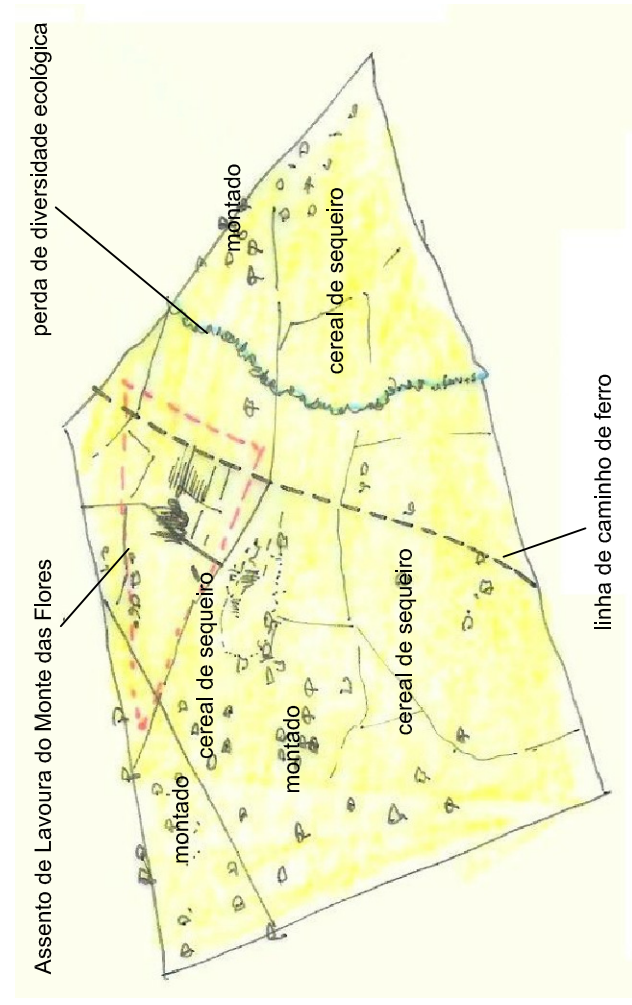 perda de diversidade ecológica
montado
cereal de sequeiro
Assento de Lavoura do Monte das Flores
cereal de sequeiro
montado
montado
cereal de sequeiro
linha de caminho de ferro